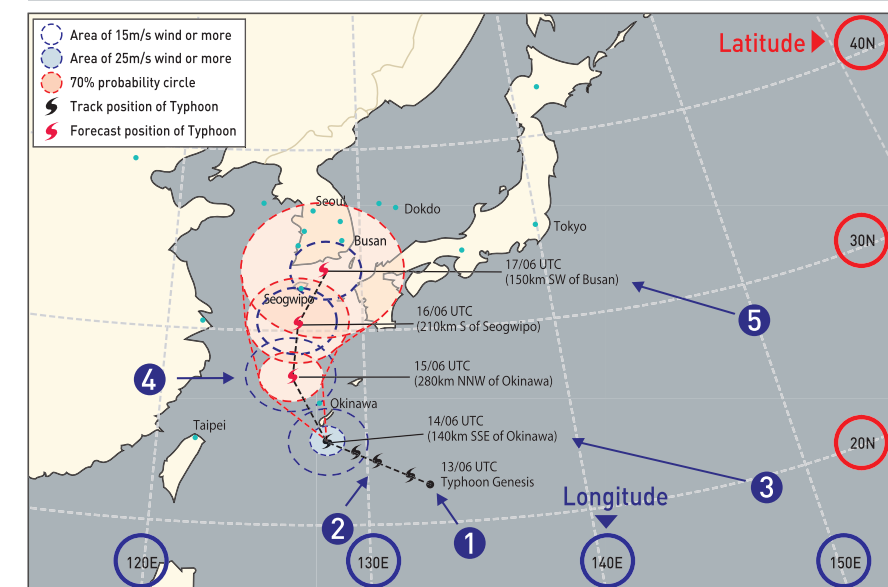 Area of 15m/s wind or more
Area of 25m/s wind or more
70% probability circle
Track position of Typhoon
Forecast position of Typhoon
Latitude
40N
Seoul
Dokdo
Tokyo
Busan
30N
17/06 UTC
(150km SW of Busan)
Seogwipo
16/06 UTC
(210km S of Seogwipo)
5
15/06 UTC
(280km NNW of Okinawa)
4
Okinawa
14/06 UTC
(140km SSE of Okinawa)
Taipei
20N
13/06 UTC
Typhoon Genesis
3
Longitude
2
1
120E
130E
140E
150E